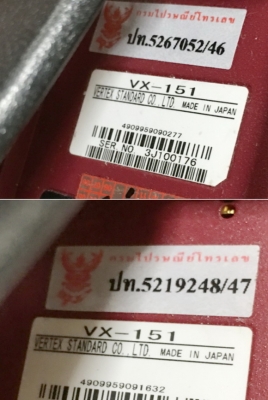 กรมไปรษณีย์โทรเลข
ปท.5267052/46
VX-151
VERTEX STANDARD CO., LTD. MADE IN JAPAN
4909959090277
SER NO. 3J100176
กรมไปรษณีย์โทรเลข
ปท.5219248/47
VX-151
VERTEX STANDARD CO., LTD. MADE IN JAPAN
4909959091632